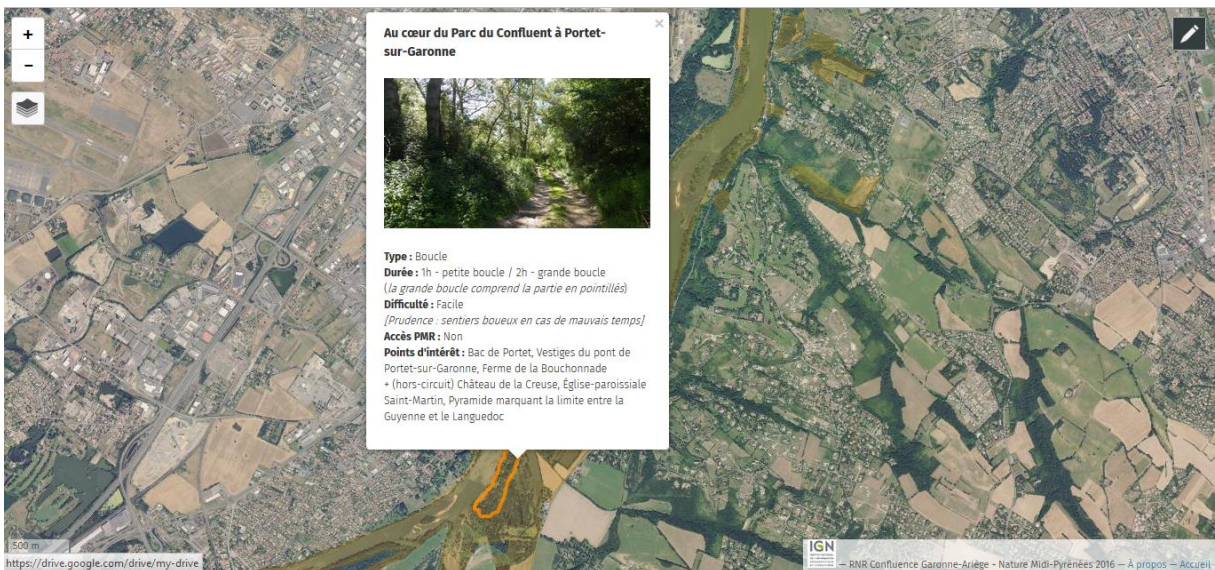 +
−
Au cœur du Parc du Confluent à Portet-
sur-Garonne
×
Type : Boucle
Durée : 1h - petite boucle / 2h - grande boucle
(la grande boucle comprend la partie en pointillés)
Difficulté : Facile
[Prudence : sentiers boueux en cas de mauvais temps]
Accès PMR : Non
Points d'intérêt : Bac de Portet, Vestiges du pont de
Portet-sur-Garonne, Ferme de la Bouchonnade
+ (hors-circuit) Château de la Creuse, Église-paroissiale
Saint-Martin, Pyramide marquant la limite entre la
Guyenne et le Languedoc
500 m
https://drive.google.com/drive/my-drive
IGN
— RNR Confluence Garonne-Ariège - Nature Midi-Pyrénées 2016 — À propos — Accueil